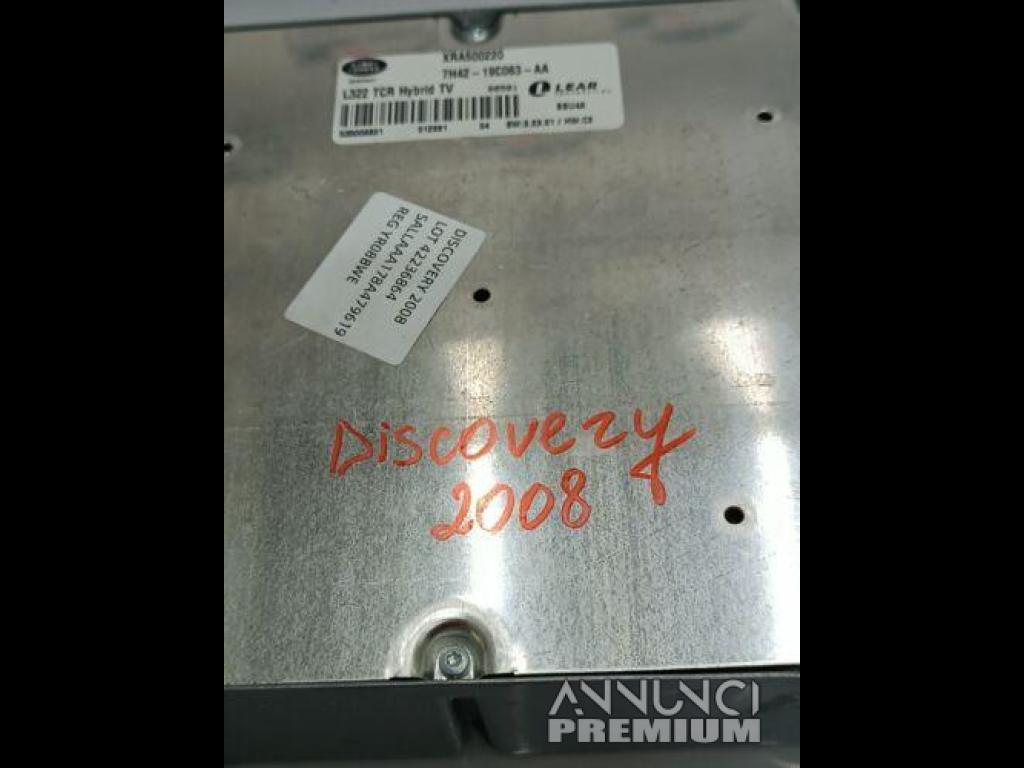 XRA500220
7H42-19C063-AA
L322 TCR Hybrid TV
LEAR
DISCOVERY 2008
LOT 42236864
SALLAAA178A479619
REG YR08BWE
Discovery
2008
ANNUNCI
PREMIUM